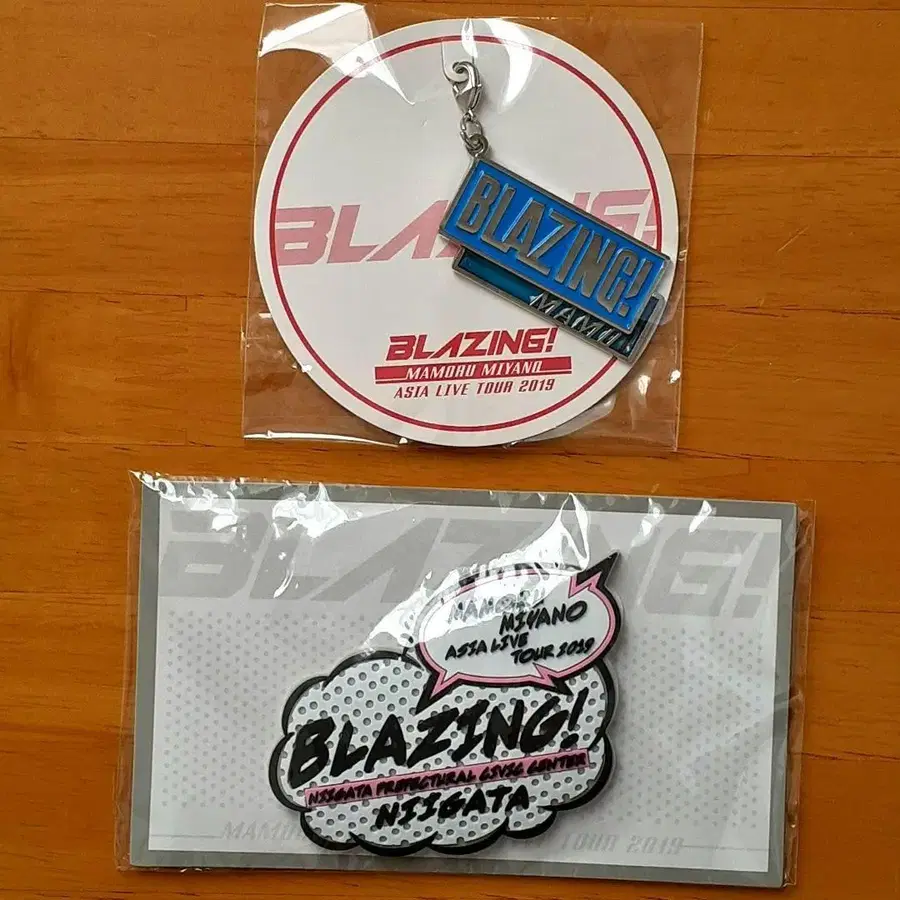 BLAZING!
BLAZING!
MAMO
BLAZING!
MAMORU MIYANO
ASIA LIVE TOUR 2019
BLAZING!
MAMORU
MIYANO
ASIA LIVE
TOUR 2019
BLAZING!
NIIGATA PREFECTURAL CIVIC CENTER
NIIGATA
MAMORU TOUR 2019